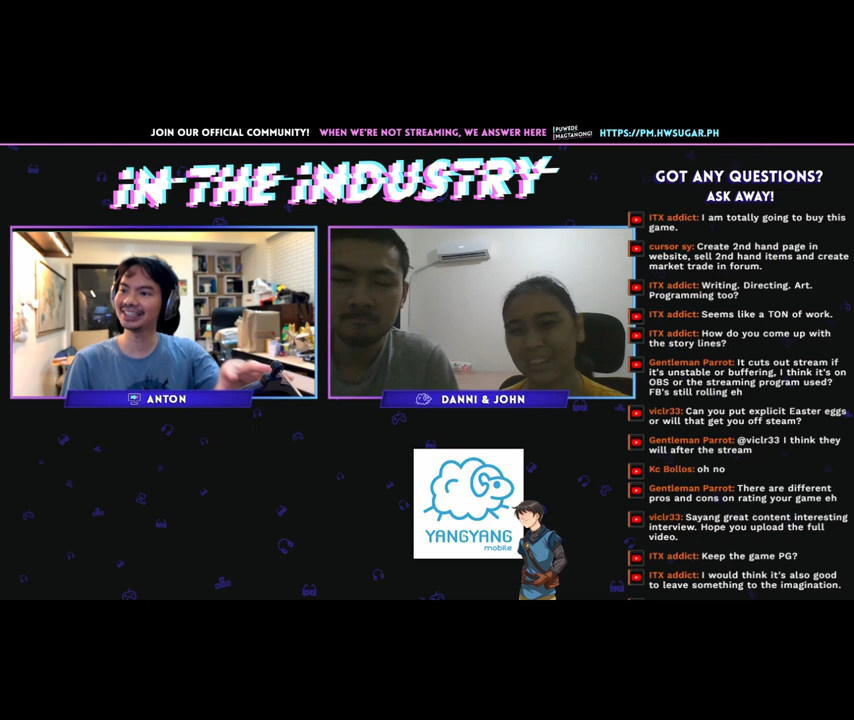 JOIN OUR OFFICIAL COMMUNITY! WHEN WE'RE NOT STREAMING, WE ANSWER HERE PUWEDE MAGTANONG! HTTPS://PM.HWSUGAR.PH
IN THE INDUSTRY
ANTON
DANNI & JOHN
YANGYANG
mobile
GOT ANY QUESTIONS?
ASK AWAY!
ITX addict: I am totally going to buy this
game.
cursor sy: Create 2nd hand page in
website, sell 2nd hand items and create
market trade in forum.
ITX addict: Writing. Directing. Art.
Programming too?
ITX addict: Seems like a TON of work.
ITX addict: How do you come up with
the story lines?
Gentleman Parrot: It cuts out stream if
it's unstable or buffering, I think it's on
OBS or the streaming program used?
FB's still rolling eh
viclr33: Can you put explicit Easter eggs
or will that get you off steam?
Gentleman Parrot: @viclr33 I think they
will after the stream
Kc Bollos: oh no
Gentleman Parrot: There are different
pros and cons on rating your game eh
viclr33: Sayang great content interesting
interview. Hope you upload the full
video.
ITX addict: Keep the game PG?
ITX addict: I would think it's also good
to leave something to the imagination.